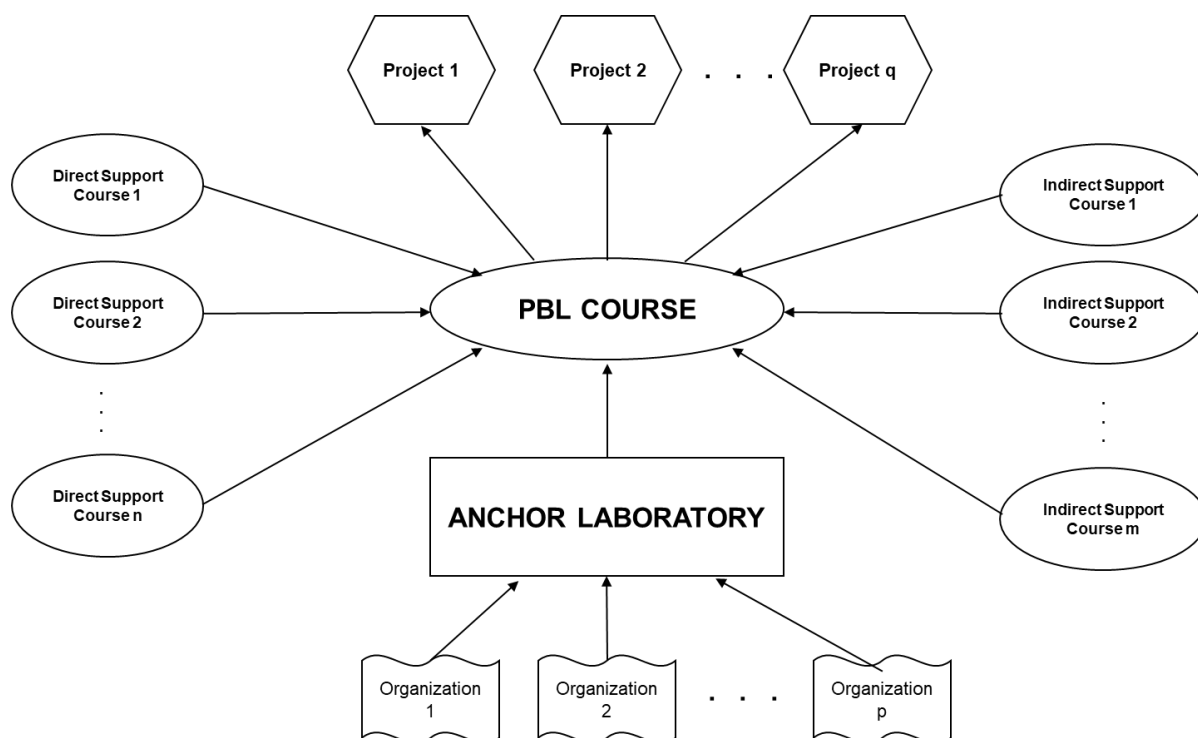 Project 1
Project 2
. . .
Project q
Direct Support
Course 1
Indirect Support
Course 1
Direct Support
Course 2
PBL COURSE
Indirect Support
Course 2
.
.
.
.
.
.
Direct Support
Course n
ANCHOR LABORATORY
Indirect Support
Course m
Organization
1
Organization
2
. . .
Organization
p